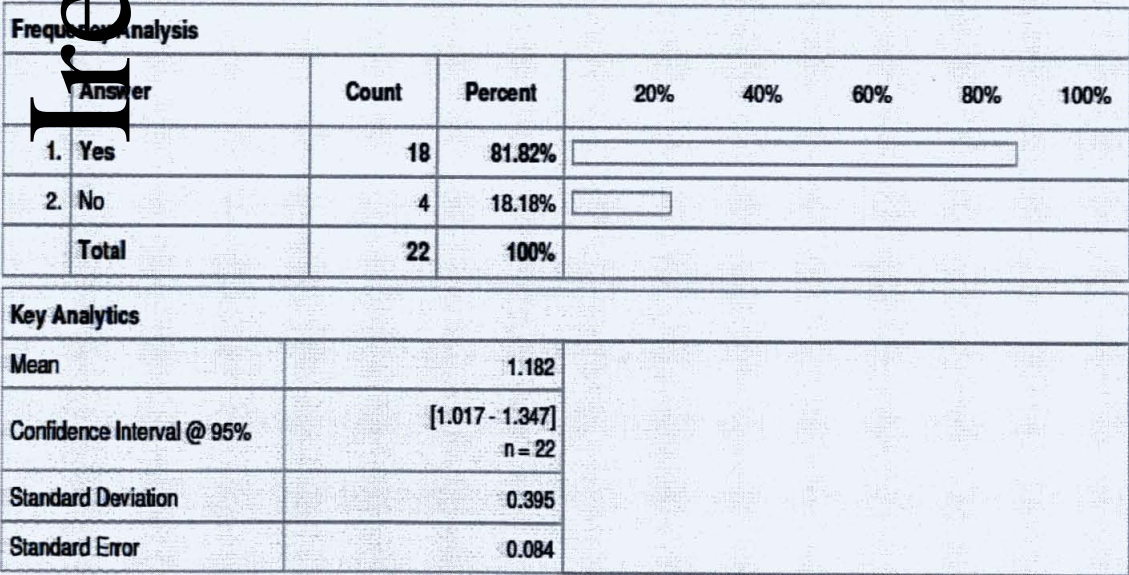 Ire
Frequency Analysis
Answer Count Percent 20% 40% 60% 80% 100%
1. Yes 18 81.82%
2. No 4 18.18%
Total 22 100%
Key Analytics
Mean 1.182
Confidence Interval @ 95% [1.017 - 1.347]
n = 22
Standard Deviation 0.395
Standard Error 0.084